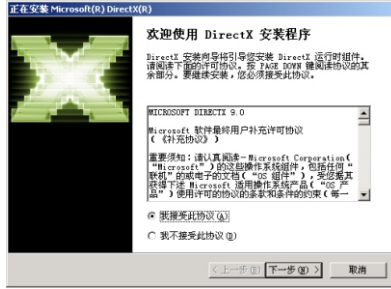 正在安装 Microsoft(R) DirectX(R)
欢迎使用 DirectX 安装程序
DirectX 安装向导将引导您安装 DirectX 运行时组件。
请阅读下面的许可协议。按 PAGE DOWN 键阅读协议的其
余部分。要继续安装，您必须接受此协议。
MICROSOFT DIRECTX 9.0
Microsoft 软件最终用户补充许可协议
(《补充协议》)
重要须知：请认真阅读- Microsoft Corporation(
“Microsoft”)的这些操作系统组件，包括任何“
联机”的或电子的文档(“OS 组件”)，受您据其
获得下述 Microsoft 适用操作系统产品(“OS 产
品”)使用许可的协议的条款和条件的约束(每一
我接受此协议(A)
我不接受此协议(D)
< 上一步(B) 下一步(N) > 取消